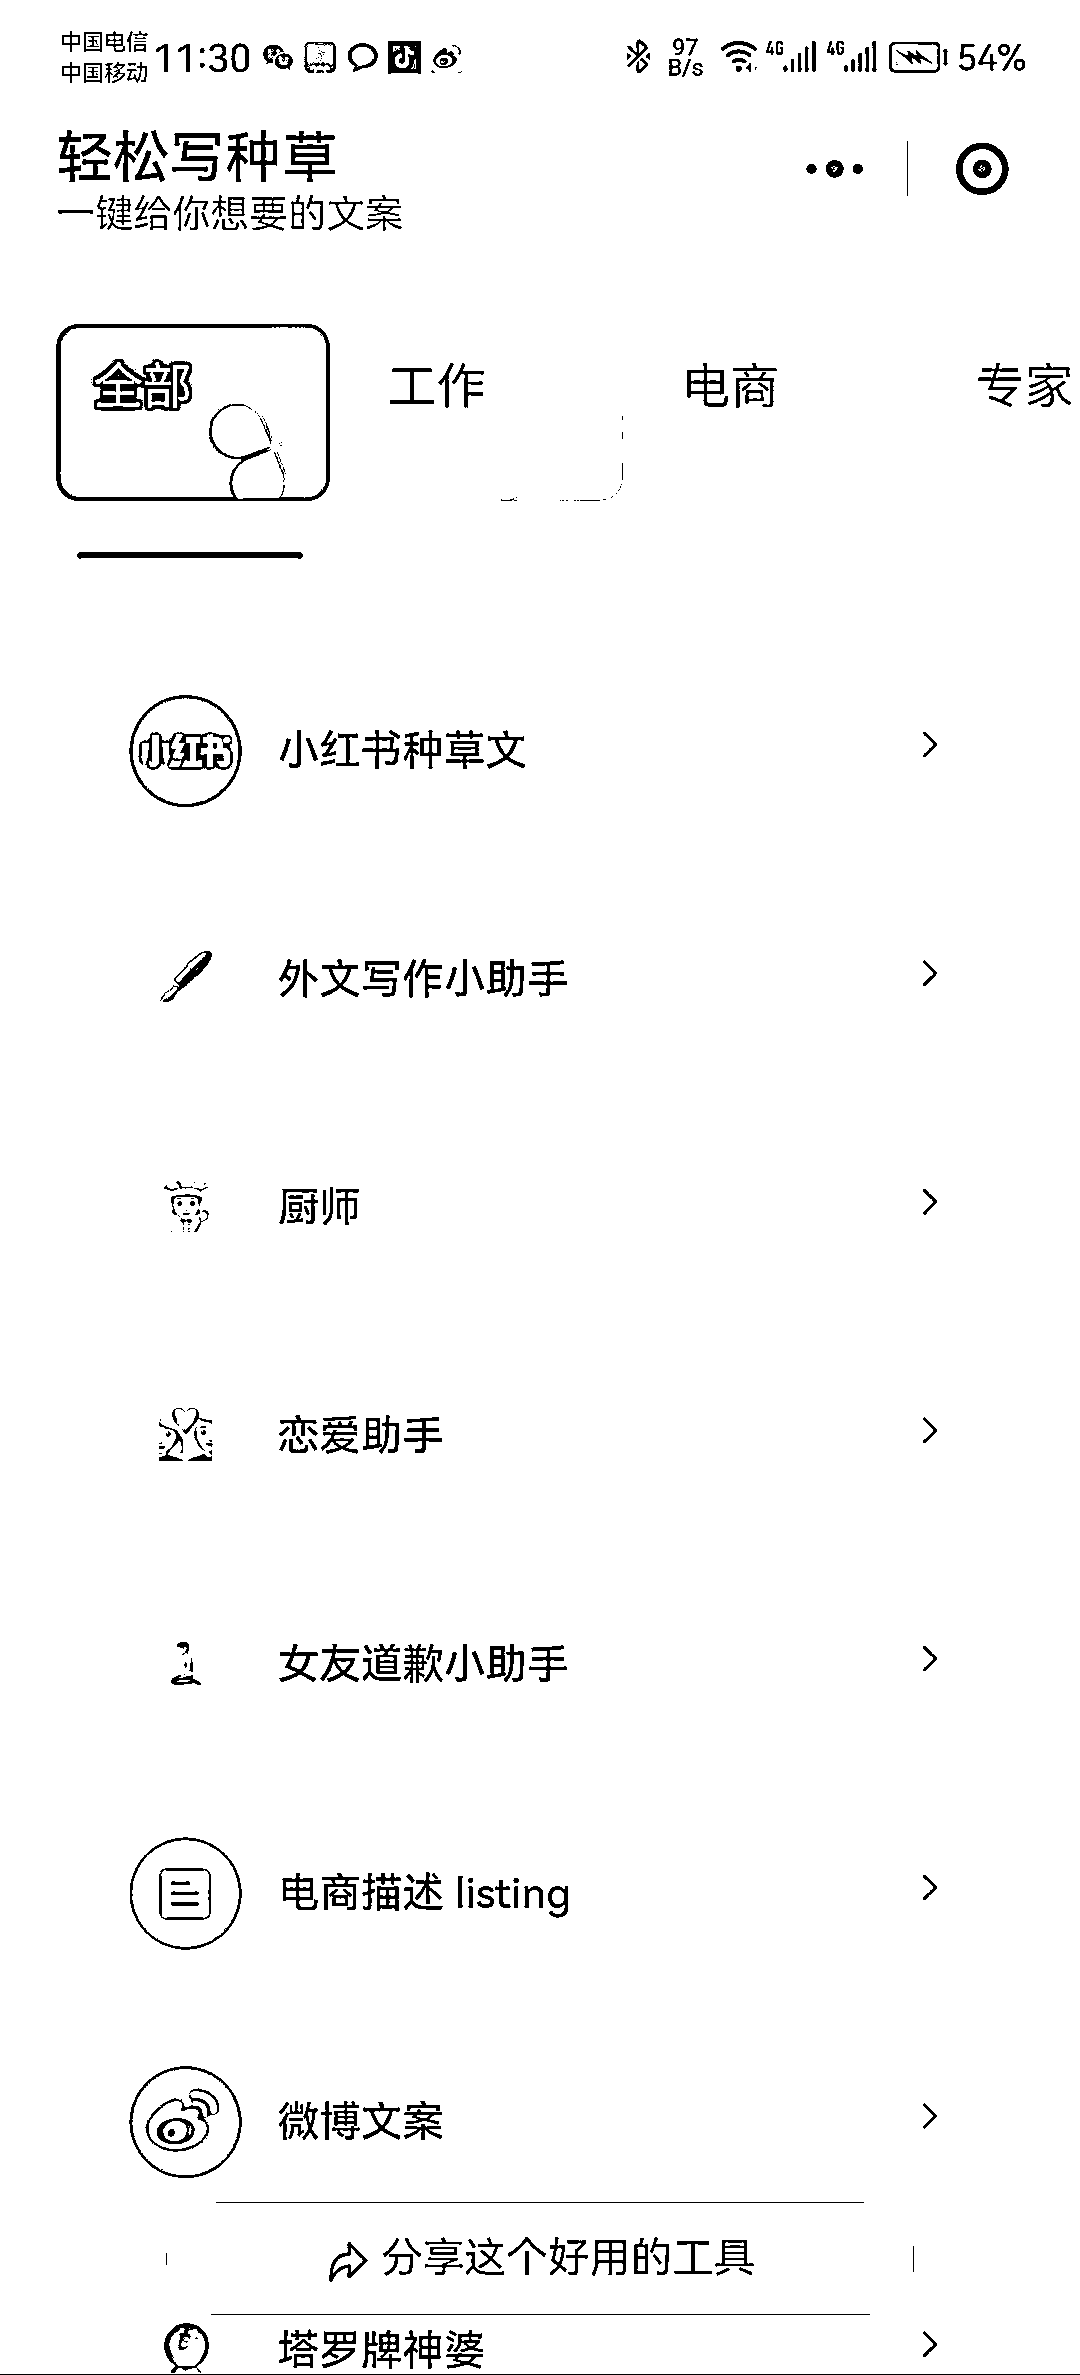 中国电信
中国移动
11:30
97
B/s
4G
4G
54%
轻松写种草
一键给你想要的文案
全部
工作
电商
专家
小红书
小红书种草文
外文写作小助手
厨师
恋爱助手
女友道歉小助手
电商描述 listing
微博文案
分享这个好用的工具
塔罗牌神婆